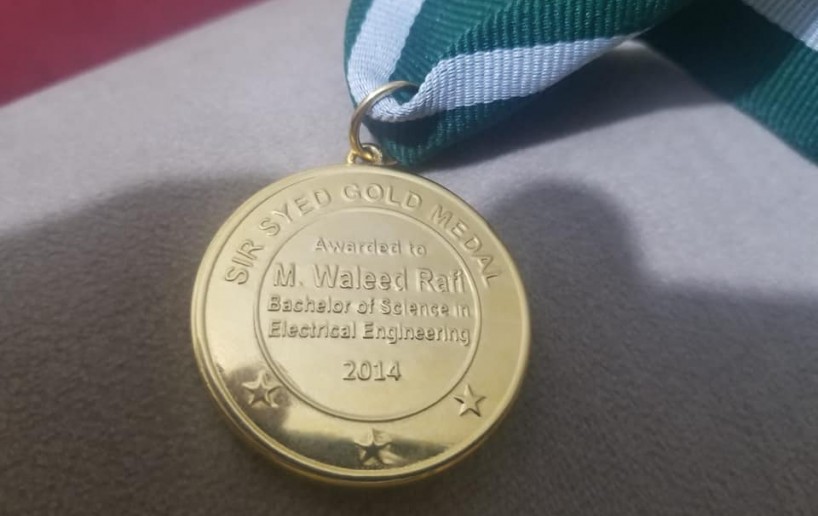 SIR SYED GOLD MEDAL
Awarded to
M. Waleed Rafi
Bachelor of Science in
Electrical Engineering
2014